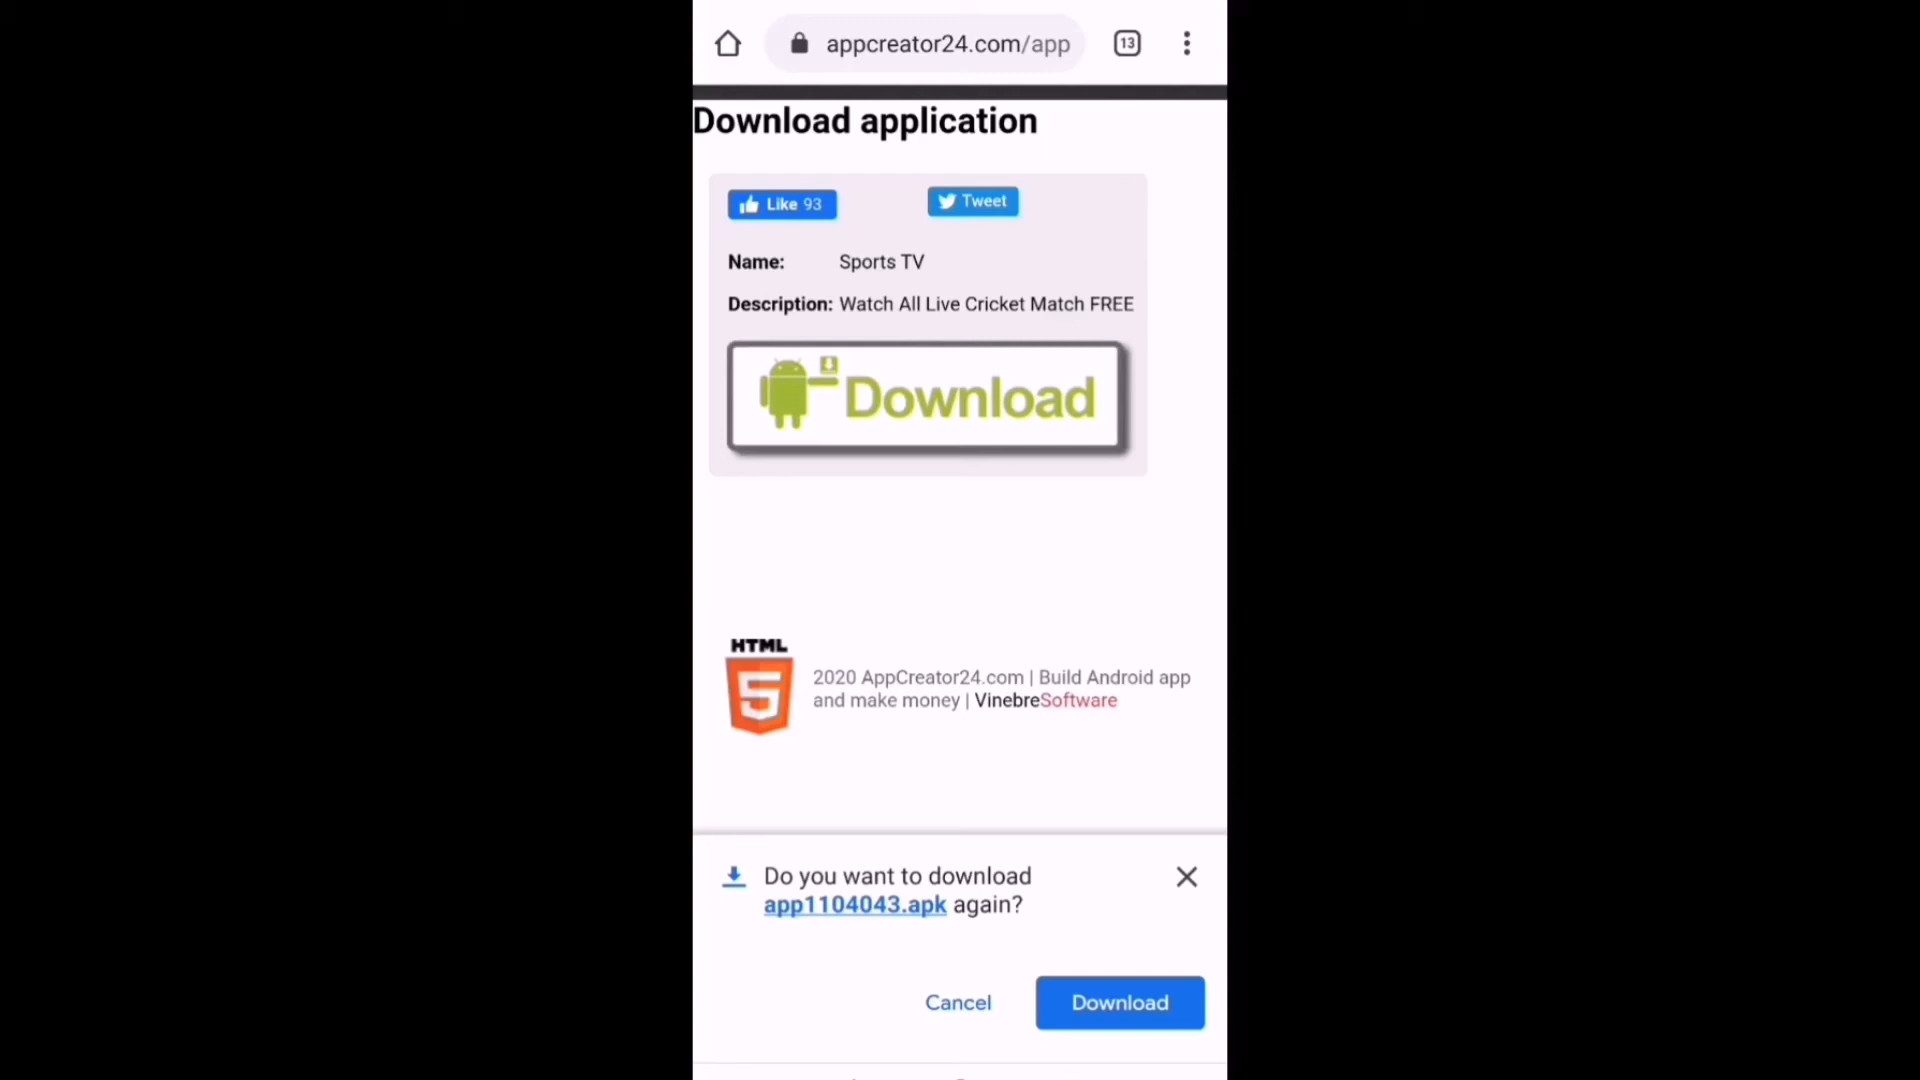 appcreator24.com/app
13
Download application
Like 93
Tweet
Name: Sports TV
Description: Watch All Live Cricket Match FREE
Download
HTML
5
2020 AppCreator24.com | Build Android app
and make money | VinebreSoftware
Do you want to download
app1104043.apk again?
Cancel
Download